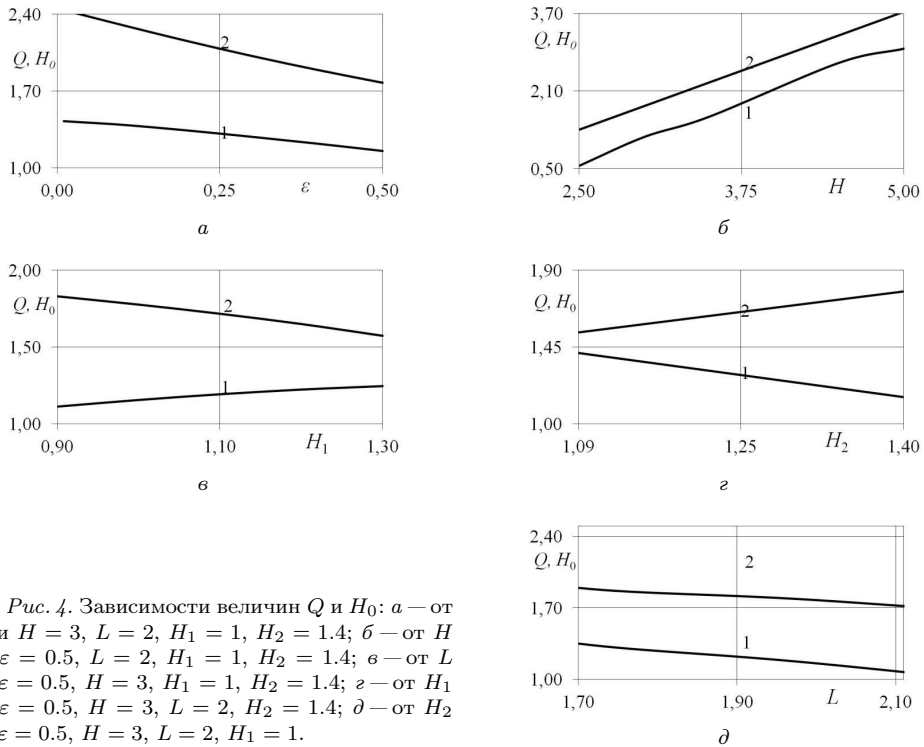 2,40
Q, H₀
1,70
1,00
2
1
0,00
0,25
ε
0,50
а
3,70
Q, H₀
2,10
0,50
2
1
2,50
3,75
H
5,00
б
2,00
Q, H₀
1,50
1,00
2
1
0,90
1,10
H₁
1,30
в
1,90
Q, H₀
1,45
1,00
2
1
1,09
1,25
H₂
1,40
г
2,40
Q, H₀
1,70
1,00
2
1
1,70
1,90
L
2,10
д
Рис. 4. Зависимости величин Q и H₀: а — от
и H = 3, L = 2, H₁ = 1, H₂ = 1.4; б — от H
ε = 0.5, L = 2, H₁ = 1, H₂ = 1.4; в — от L
ε = 0.5, H = 3, H₁ = 1, H₂ = 1.4; г — от H₁
ε = 0.5, H = 3, L = 2, H₂ = 1.4; д — от H₂
ε = 0.5, H = 3, L = 2, H₁ = 1.